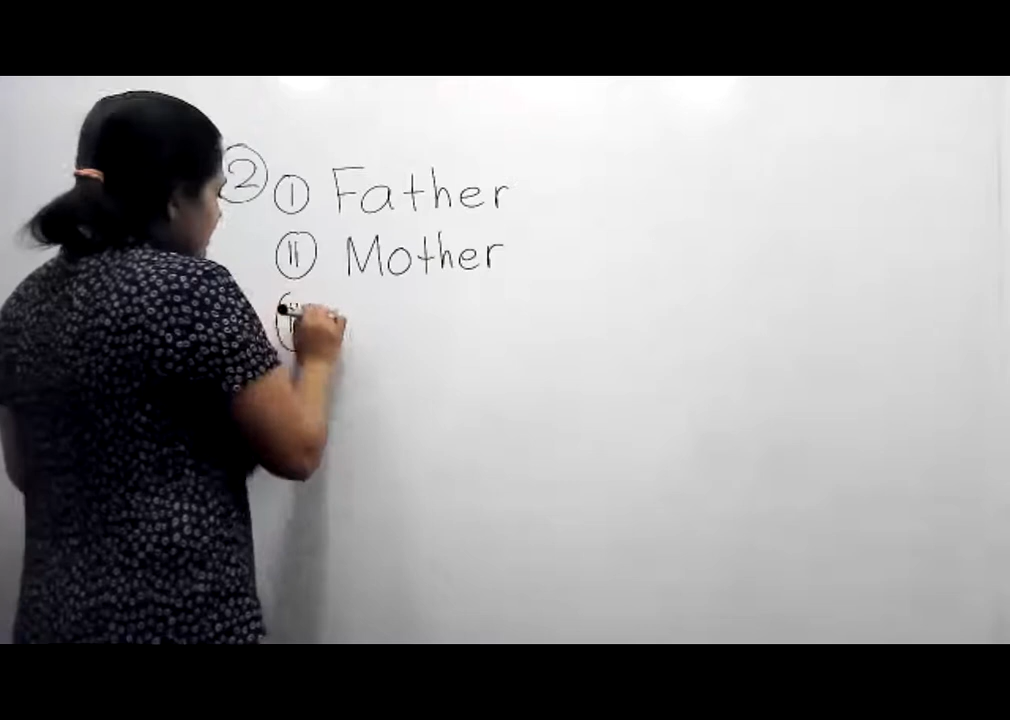 ② ⓘ Father
ⓘⓘ Mother